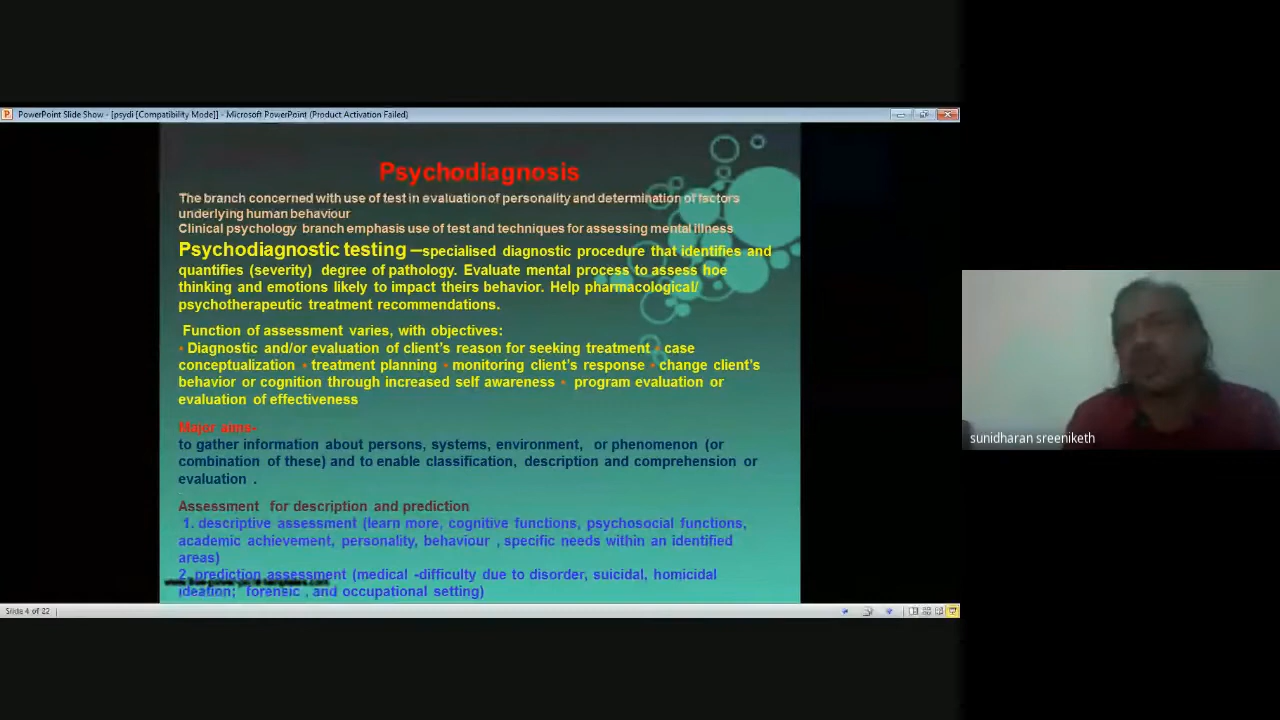 PowerPoint Slide Show - [psydi [Compatibility Mode]] - Microsoft PowerPoint (Product Activation Failed)
Psychodiagnosis
The branch concerned with use of test in evaluation of personality and determination of factors
underlying human behaviour
Clinical psychology branch emphasis use of test and techniques for assessing mental illness
Psychodiagnostic testing –specialised diagnostic procedure that identifies and
quantifies (severity) degree of pathology. Evaluate mental process to assess hoe
thinking and emotions likely to impact theirs behavior. Help pharmacological/
psychotherapeutic treatment recommendations.
Function of assessment varies, with objectives:
• Diagnostic and/or evaluation of client's reason for seeking treatment • case
conceptualization • treatment planning • monitoring client's response • change client's
behavior or cognition through increased self awareness • program evaluation or
evaluation of effectiveness
Major aims-
to gather information about persons, systems, environment, or phenomenon (or
combination of these) and to enable classification, description and comprehension or
evaluation .
Assessment for description and prediction
1. descriptive assessment (learn more, cognitive functions, psychosocial functions,
academic achievement, personality, behaviour , specific needs within an identified
areas)
2. prediction assessment (medical -difficulty due to disorder, suicidal, homicidal
ideation; forensic , and occupational setting)
Slide 4 of 22
sunidharan sreeniketh